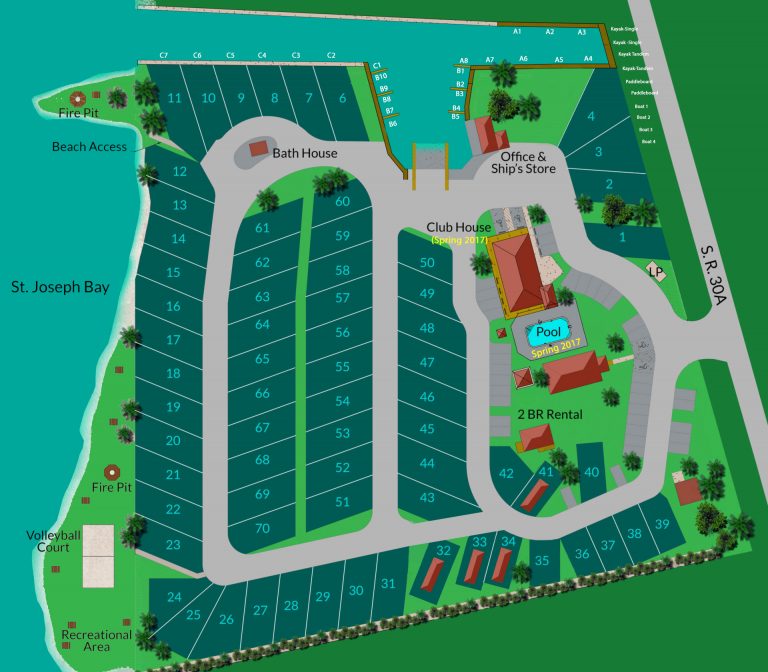 A1 A2 A3
Kayak-Single
Kayak -Single
Kayak Tandem
Kayak-Tandem
Paddleboard
Paddleboard
Boat 1
Boat 2
Boat 3
Boat 4
C7 C6 C5 C4 C3 C2
C1
B10
B9
B8
B7
B6
A8 A7 A6 A5 A4
B1
B2
B3
B4
B5
11 10 9 8 7 6
4
3
2
1
Fire Pit
Beach Access
Bath House
Office &
Ship's Store
Club House
(Spring 2017)
LP
S. R. 30A
St. Joseph Bay
Pool
Spring 2017
2 BR Rental
12
13
14
15
16
17
18
19
20
21
22
23
61
62
63
64
65
66
67
68
69
70
60
59
58
57
56
55
54
53
52
51
50
49
48
47
46
45
44
43
42 41 40
Fire Pit
Volleyball
Court
Recreational
Area
24 25 26 27 28 29 30 31 32 33 34 35 36 37 38 39